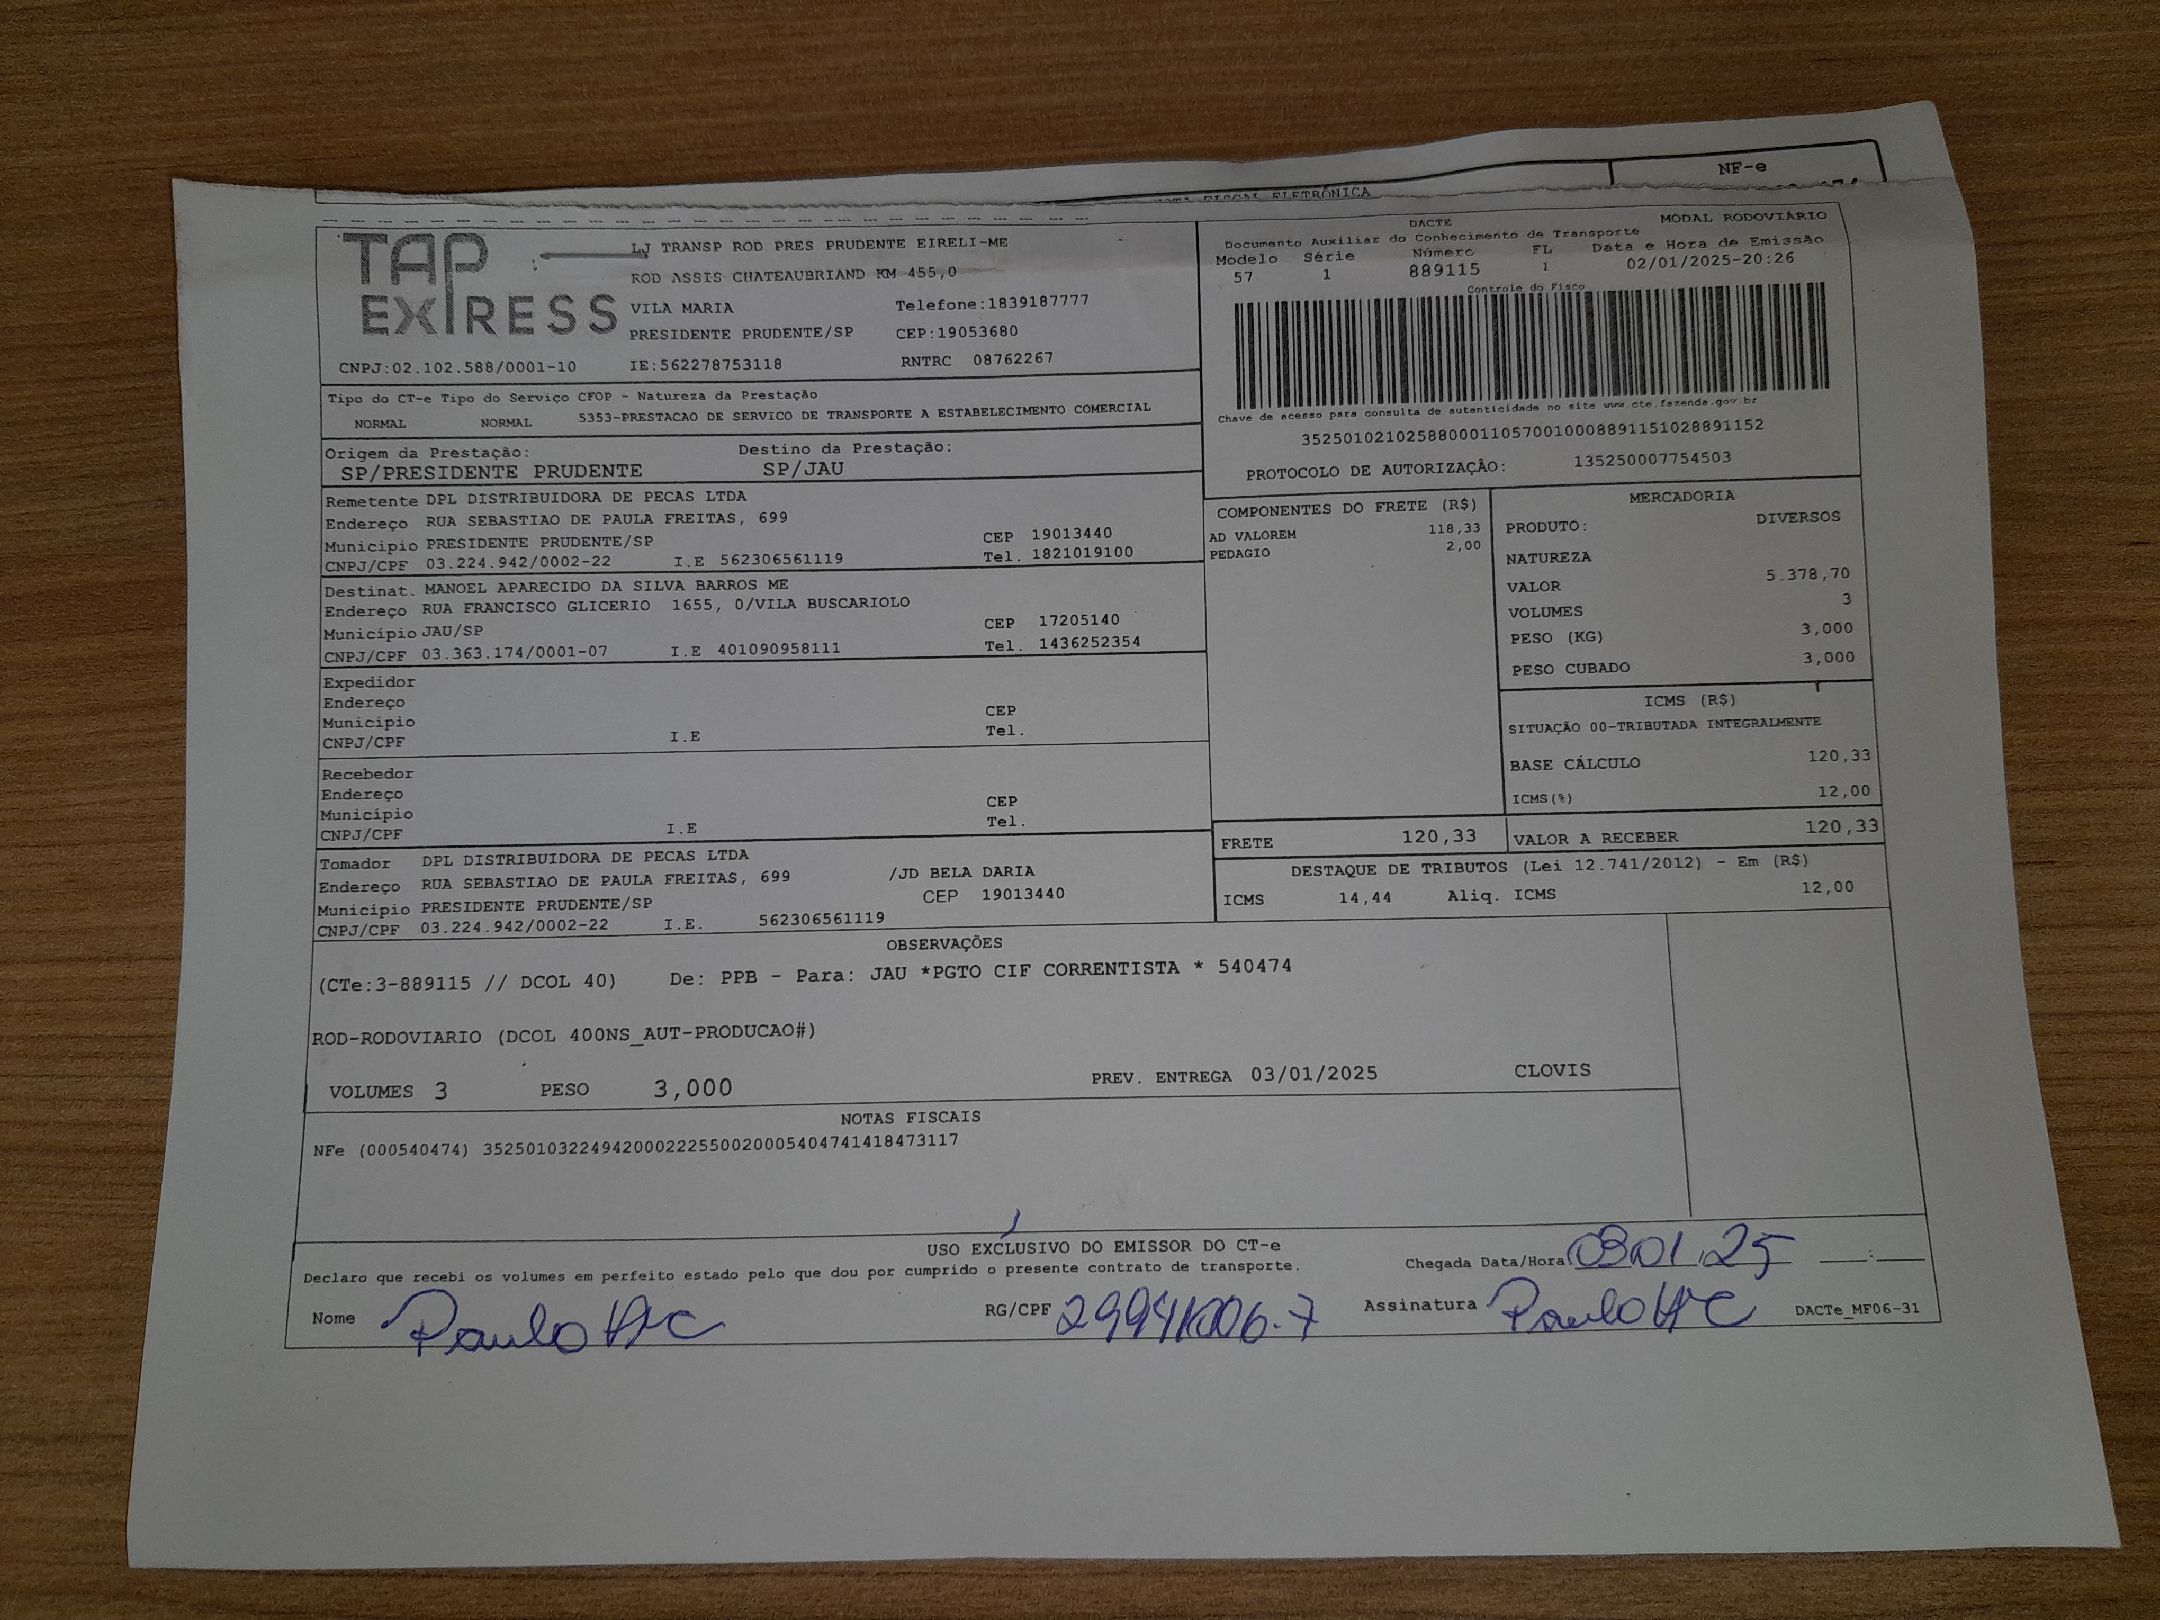 NOTA FISCAL ELETRÔNICA
NF-e
TAP EXPRESS
LJ TRANSP ROD PRES PRUDENTE EIRELI-ME
ROD ASSIS CHATEAUBRIAND KM 455,0
VILA MARIA Telefone:1839187777
PRESIDENTE PRUDENTE/SP CEP:19053680
CNPJ:02.102.588/0001-10 IE:562278753118 RNTRC 08762267
DACTE MODAL RODOVIÁRIO
Documento Auxiliar do Conhecimento de Transporte
Modelo Série Número FL Data e Hora de Emissão
57 1 889115 1 02/01/2025-20:26
Controle do Fisco
Chave de acesso para consulta de autenticidade no site www.cte.fazenda.gov.br
35250102102588000110570010008891151028891152
PROTOCOLO DE AUTORIZAÇÃO: 135250007754503
Tipo do CT-e Tipo do Serviço CFOP - Natureza da Prestação
NORMAL NORMAL 5353-PRESTACAO DE SERVICO DE TRANSPORTE A ESTABELECIMENTO COMERCIAL
Origem da Prestação: Destino da Prestação:
SP/PRESIDENTE PRUDENTE SP/JAU
Remetente DPL DISTRIBUIDORA DE PECAS LTDA
Endereço RUA SEBASTIAO DE PAULA FREITAS, 699
Município PRESIDENTE PRUDENTE/SP CEP 19013440
CNPJ/CPF 03.224.942/0002-22 I.E 562306561119 Tel. 1821019100
Destinat. MANOEL APARECIDO DA SILVA BARROS ME
Endereço RUA FRANCISCO GLICERIO 1655, 0/VILA BUSCARIOLO
Município JAU/SP CEP 17205140
CNPJ/CPF 03.363.174/0001-07 I.E 401090958111 Tel. 1436252354
Expedidor
Endereço
Município CEP
CNPJ/CPF I.E Tel.
Recebedor
Endereço
Município CEP
CNPJ/CPF I.E Tel.
Tomador DPL DISTRIBUIDORA DE PECAS LTDA
Endereço RUA SEBASTIAO DE PAULA FREITAS, 699 /JD BELA DARIA
Município PRESIDENTE PRUDENTE/SP CEP 19013440
CNPJ/CPF 03.224.942/0002-22 I.E. 562306561119
COMPONENTES DO FRETE (R$)
AD VALOREM 118,33
PEDAGIO 2,00
MERCADORIA
PRODUTO: DIVERSOS
NATUREZA
VALOR 5.378,70
VOLUMES 3
PESO (KG) 3,000
PESO CUBADO 3,000
ICMS (R$)
SITUAÇÃO 00-TRIBUTADA INTEGRALMENTE
BASE CÁLCULO 120,33
ICMS(%) 12,00
FRETE 120,33 VALOR A RECEBER 120,33
DESTAQUE DE TRIBUTOS (Lei 12.741/2012) - Em (R$)
ICMS 14,44 Aliq. ICMS 12,00
OBSERVAÇÕES
(CTe:3-889115 // DCOL 40) De: PPB - Para: JAU *PGTO CIF CORRENTISTA * 540474
ROD-RODOVIARIO (DCOL 400NS_AUT-PRODUCAO#)
VOLUMES 3 PESO 3,000 PREV. ENTREGA 03/01/2025 CLOVIS
NOTAS FISCAIS
NFe (000540474) 35250103224942000222550020005404741418473117
USO EXCLUSIVO DO EMISSOR DO CT-e
Declaro que recebi os volumes em perfeito estado pelo que dou por cumprido o presente contrato de transporte.
Chegada Data/Hora 03.01.25 __:__
Nome Paulo RG/CPF Assinatura Paulo DACTe_MF06-31